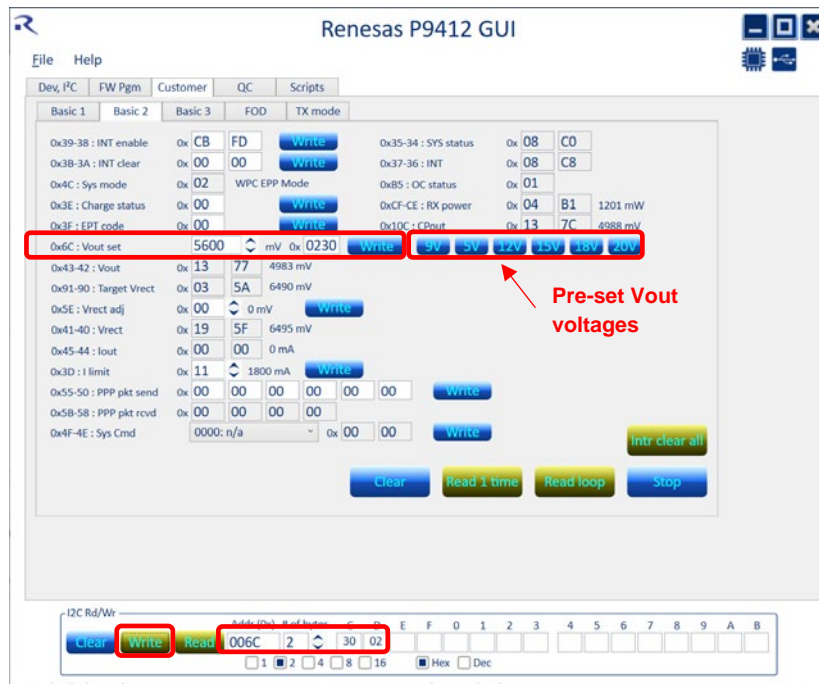 Renesas P9412 GUI
File Help
Dev, I²C FW Pgm Customer QC Scripts
Basic 1 Basic 2 Basic 3 FOD TX mode
0x39-38 : INT enable 0x CB FD Write 0x35-34 : SYS status 0x 08 C0
0x3B-3A : INT clear 0x 00 00 Write 0x37-36 : INT 0x 08 C8
0x4C : Sys mode 0x 02 WPC EPP Mode 0xB5 : OC status 0x 01
0x3E : Charge status 0x 00 Write 0xCF-CE : RX power 0x 04 B1 1201 mW
0x3F : EPT code 0x 00 Write 0x10C : CPout 0x 13 7C 4988 mV
0x6C : Vout set 5600 mV 0x 0230 Write 9V 5V 12V 15V 18V 20V
0x43-42 : Vout 0x 13 77 4983 mV
0x91-90 : Target Vrect 0x 03 5A 6490 mV
Pre-set Vout
voltages
0x5E : Vrect adj 0x 00 0 mV Write
0x41-40 : Vrect 0x 19 5F 6495 mV
0x45-44 : Iout 0x 00 00 0 mA
0x3D : I limit 0x 11 1800 mA Write
0x55-50 : PPP pkt send 0x 00 00 00 00 00 00 Write
0x5B-58 : PPP pkt rcvd 0x 00 00 00 00
0x4F-4E : Sys Cmd 0000: n/a 0x 00 00 Write
Intr clear all
Clear Read 1 time Read loop Stop
I2C Rd/Wr
Addr (0x) # of bytes C D E F 0 1 2 3 4 5 6 7 8 9 A B
Clear Write Read 006C 2 30 02
1 2 4 8 16 Hex Dec